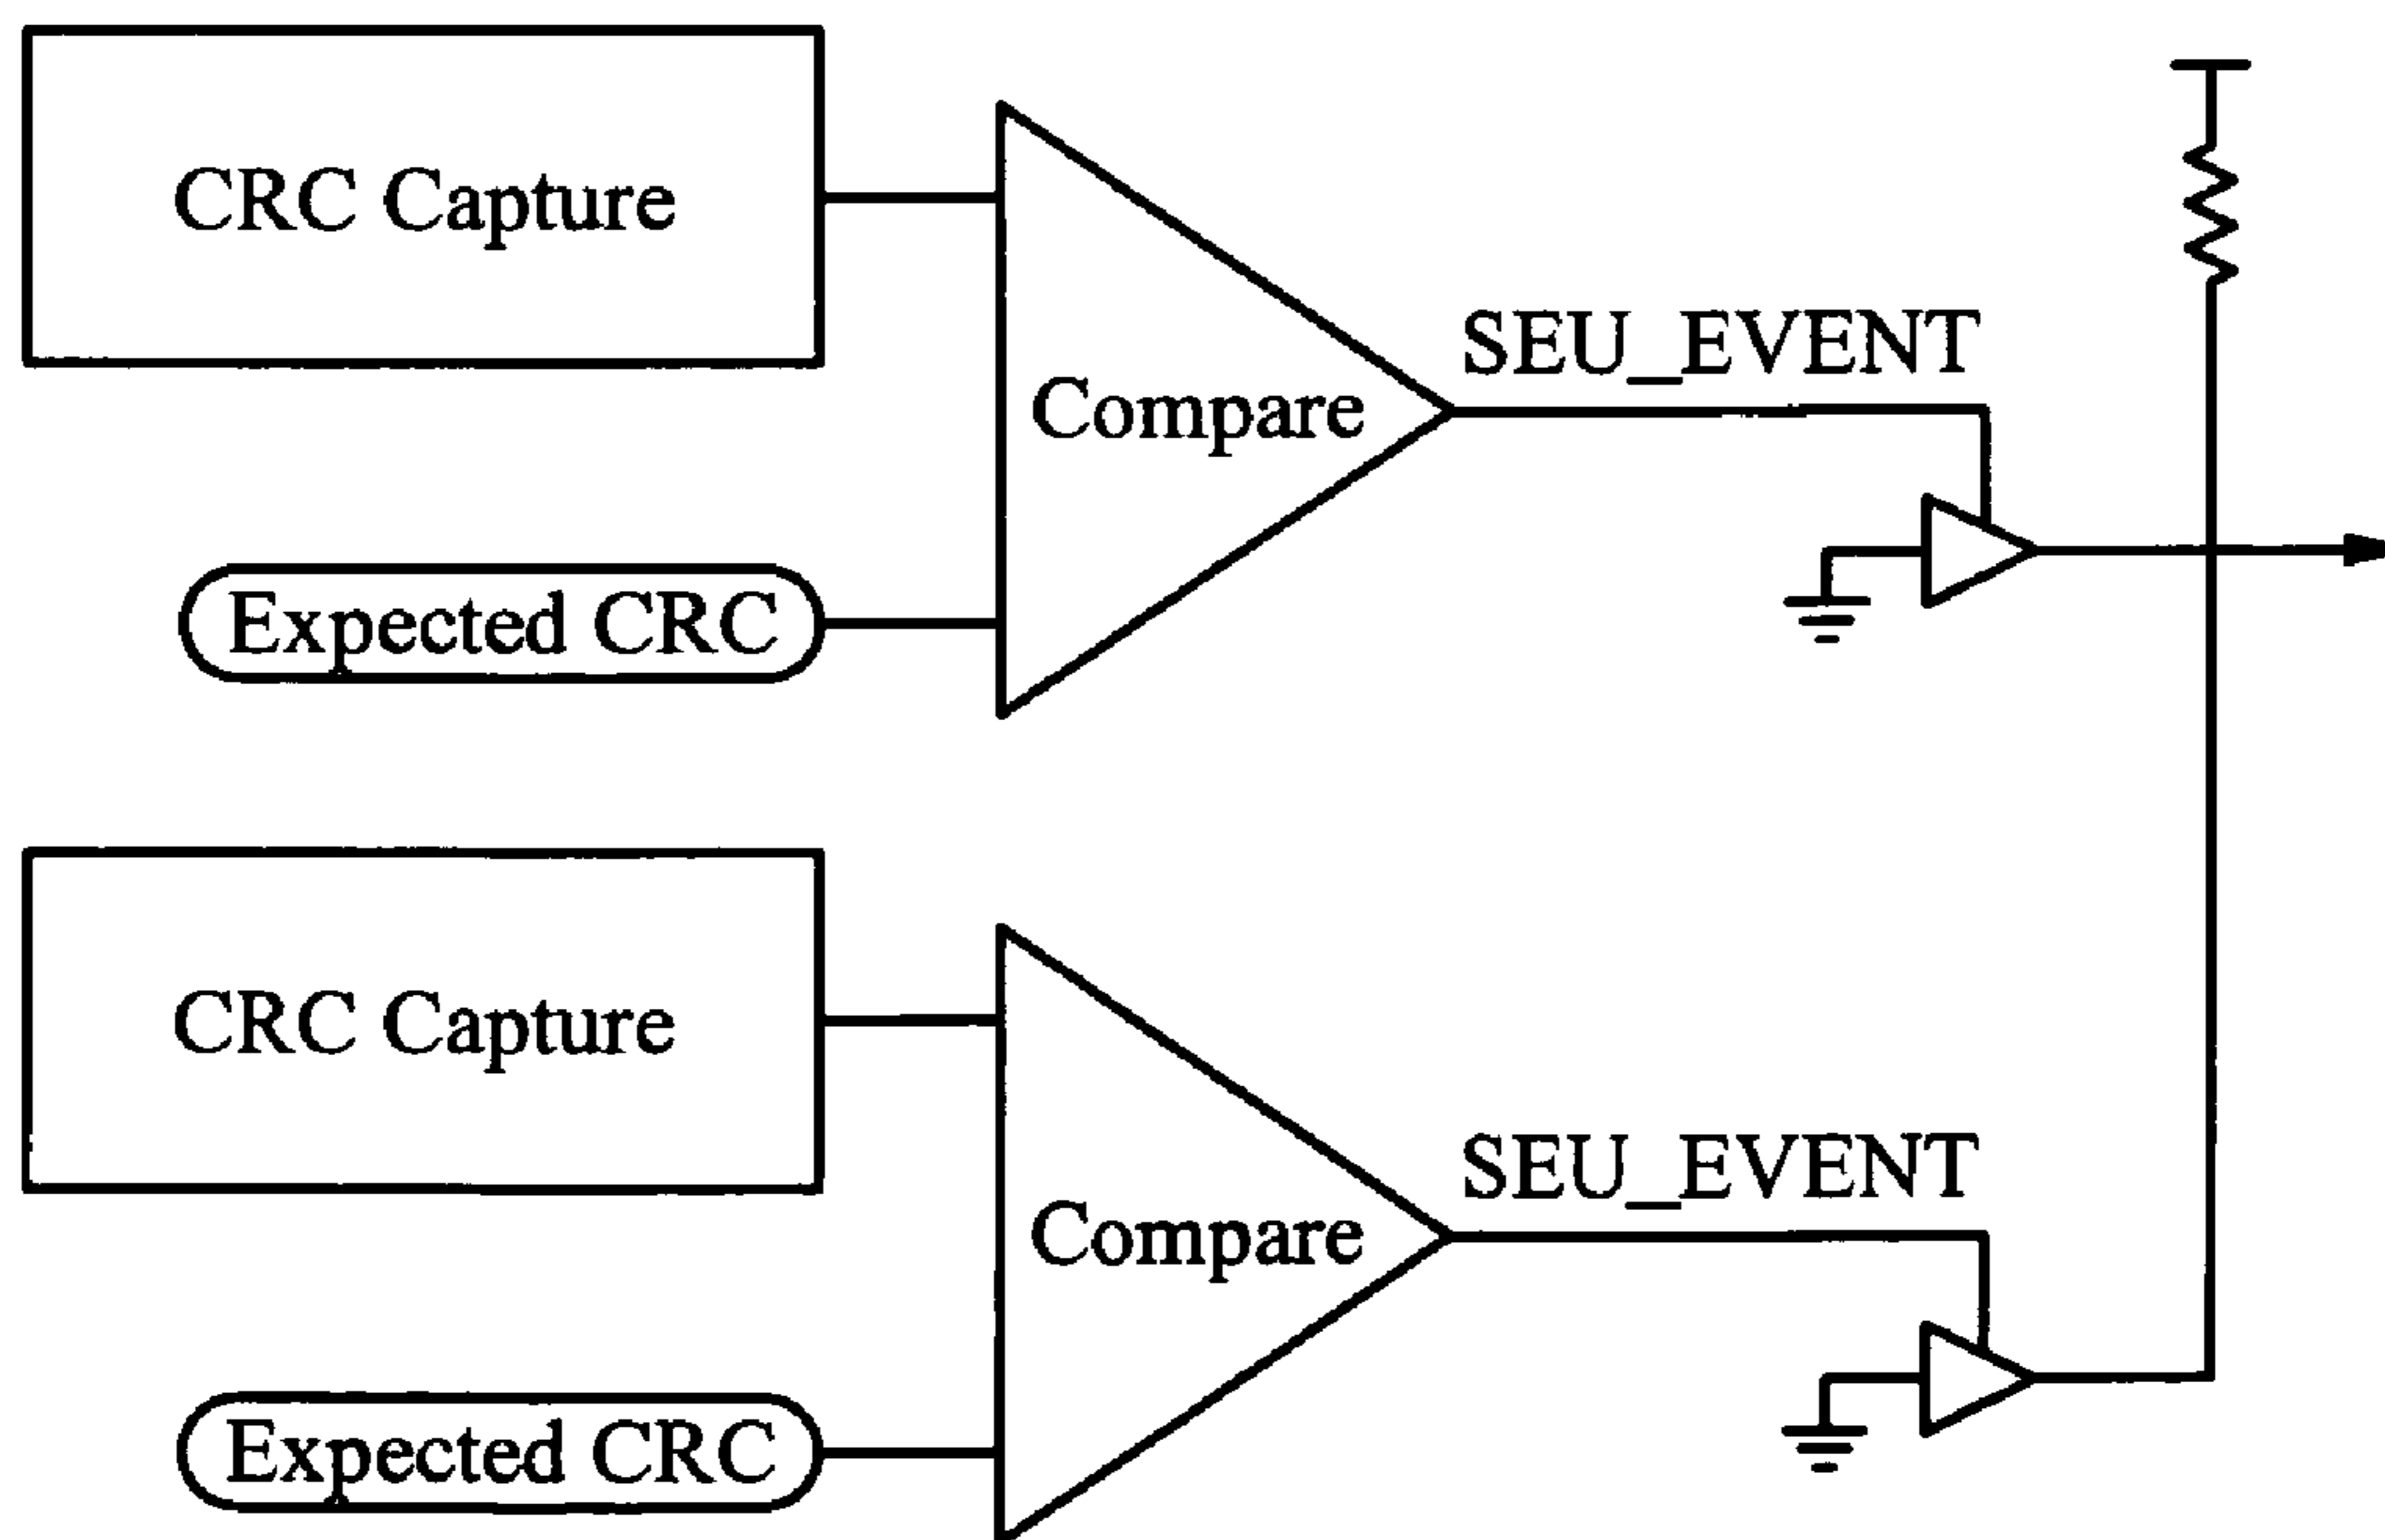 CRC Capture
SEU_EVENT
Compare
Expected CRC
CRC Capture
SEU_EVENT
Compare
Expected CRC